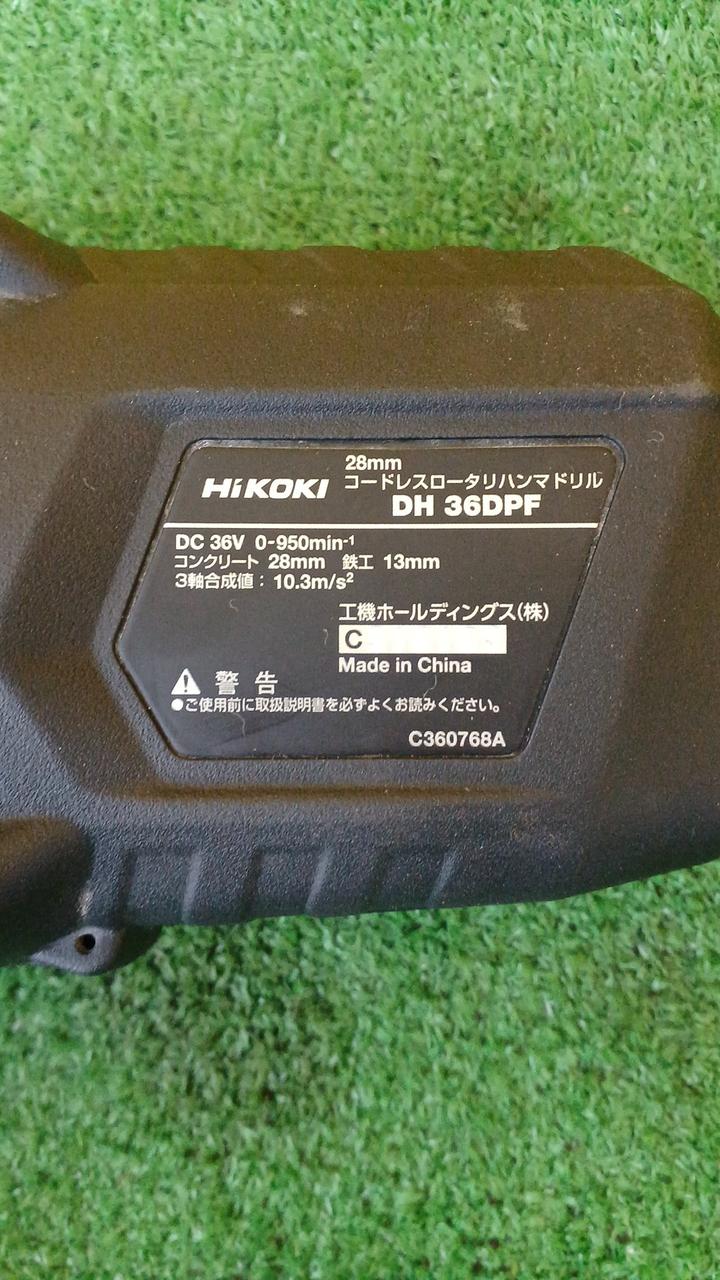 HiKOKI
28mm
コードレスロータリハンマドリル
DH 36DPF
DC 36V 0-950min-1
コンクリート 28mm 鉄工 13mm
3軸合成値：10.3m/s2
工機ホールディングス(株)
C
Made in China
警告
●ご使用前に取扱説明書を必ずよくお読みください。
C360768A